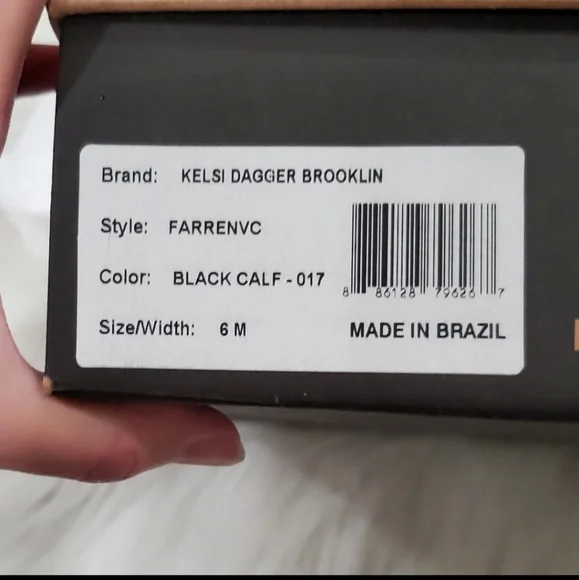 Brand: KELSI DAGGER BROOKLIN
Style: FARRENVC
Color: BLACK CALF - 017
8 86128 79626 7
Size/Width: 6 M
MADE IN BRAZIL